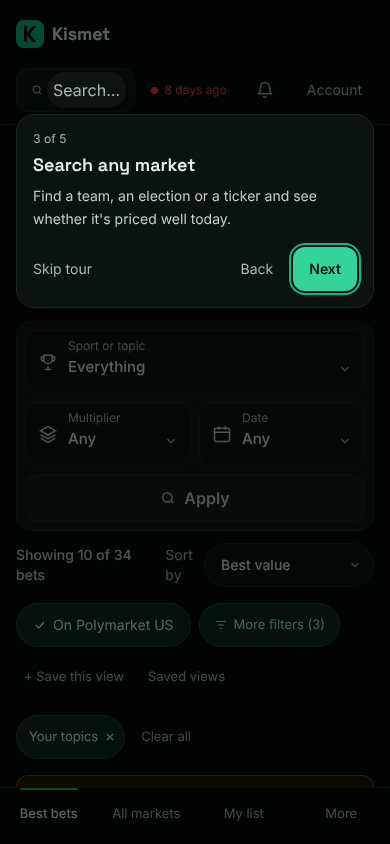 Kismet
Search...
8 days ago
Account
3 of 5
Search any market
Find a team, an election or a ticker and see
whether it's priced well today.
Skip tour
Back
Next
Sport or topic
Everything
Multiplier
Any
Date
Any
Apply
Showing 10 of 34
bets
Sort
by
Best value
On Polymarket US
More filters (3)
+ Save this view
Saved views
Your topics ×
Clear all
Best bets
All markets
My list
More